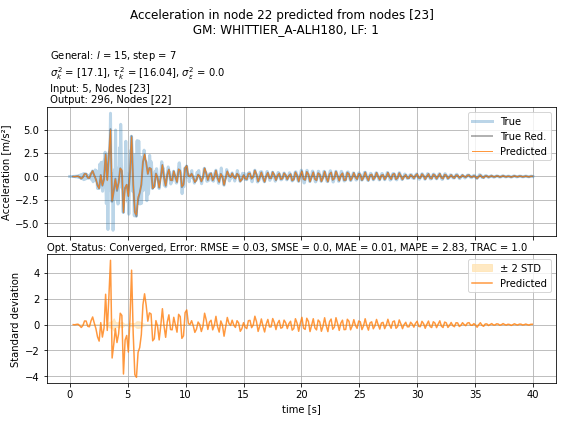 Acceleration in node 22 predicted from nodes [23]
GM: WHITTIER_A-ALH180, LF: 1
General: l = 15, step = 7
σ²ₖ = [17.1], τ²ₖ = [16.04], σ²ε = 0.0
Input: 5, Nodes [23]
Output: 296, Nodes [22]
Acceleration [m/s²]
5.0
2.5
0.0
−2.5
−5.0
True
True Red.
Predicted
Opt. Status: Converged, Error: RMSE = 0.03, SMSE = 0.0, MAE = 0.01, MAPE = 2.83, TRAC = 1.0
Standard deviation
4
2
0
−2
−4
± 2 STD
Predicted
0 5 10 15 20 25 30 35 40
time [s]